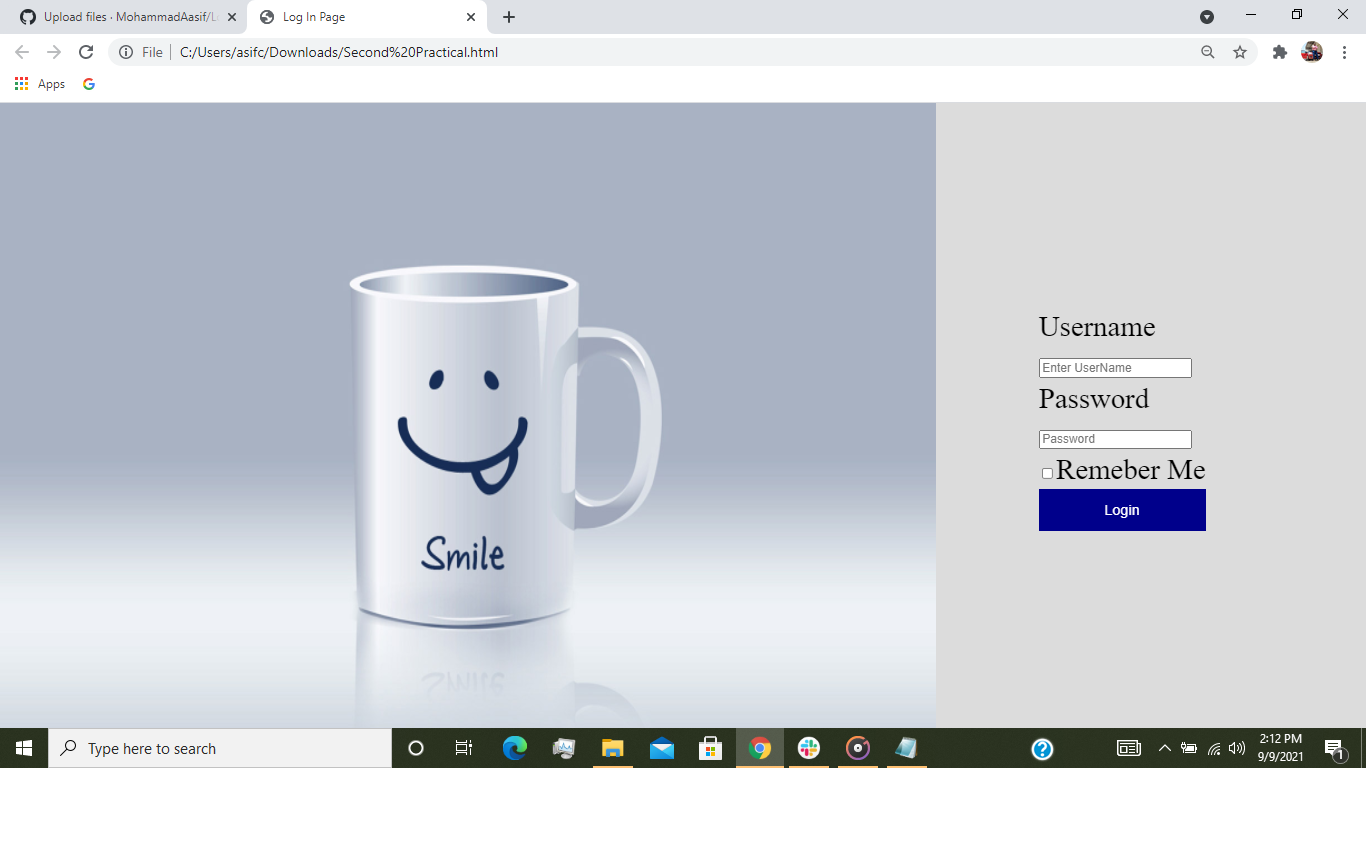 Upload files · MohammadAasif/L
Log In Page
File
C:/Users/asifc/Downloads/Second%20Practical.html
Apps
Username
Enter UserName
Password
Password
Remeber Me
Login
Smile
Type here to search
2:12 PM
9/9/2021
1